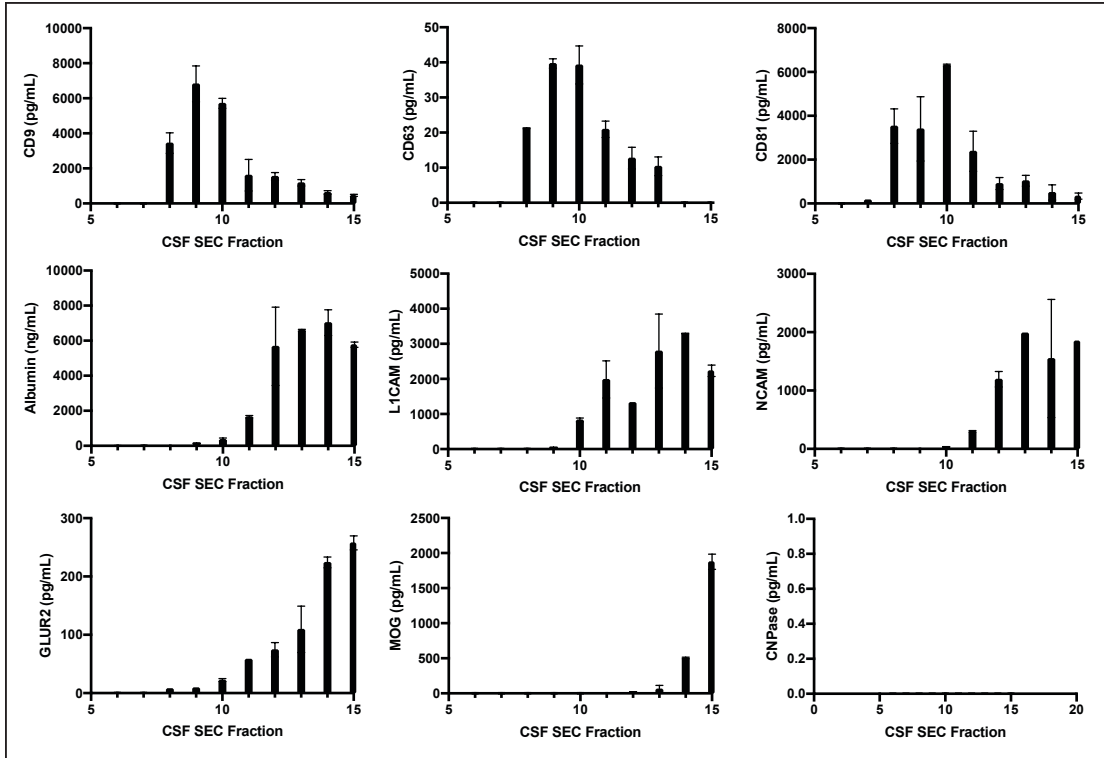 CD9 (pg/mL)
10000
8000
6000
4000
2000
0
5 10 15
CSF SEC Fraction
CD63 (pg/mL)
50
40
30
20
10
0
5 10 15
CSF SEC Fraction
CD81 (pg/mL)
8000
6000
4000
2000
0
5 10 15
CSF SEC Fraction
Albumin (ng/mL)
10000
8000
6000
4000
2000
0
5 10 15
CSF SEC Fraction
L1CAM (pg/mL)
5000
4000
3000
2000
1000
0
5 10 15
CSF SEC Fraction
NCAM (pg/mL)
3000
2000
1000
0
5 10 15
CSF SEC Fraction
GLUR2 (pg/mL)
300
200
100
0
5 10 15
CSF SEC Fraction
MOG (pg/mL)
2500
2000
1500
1000
500
0
5 10 15
CSF SEC Fraction
CNPase (pg/mL)
1.0
0.8
0.6
0.4
0.2
0.0
0 5 10 15 20
CSF SEC Fraction